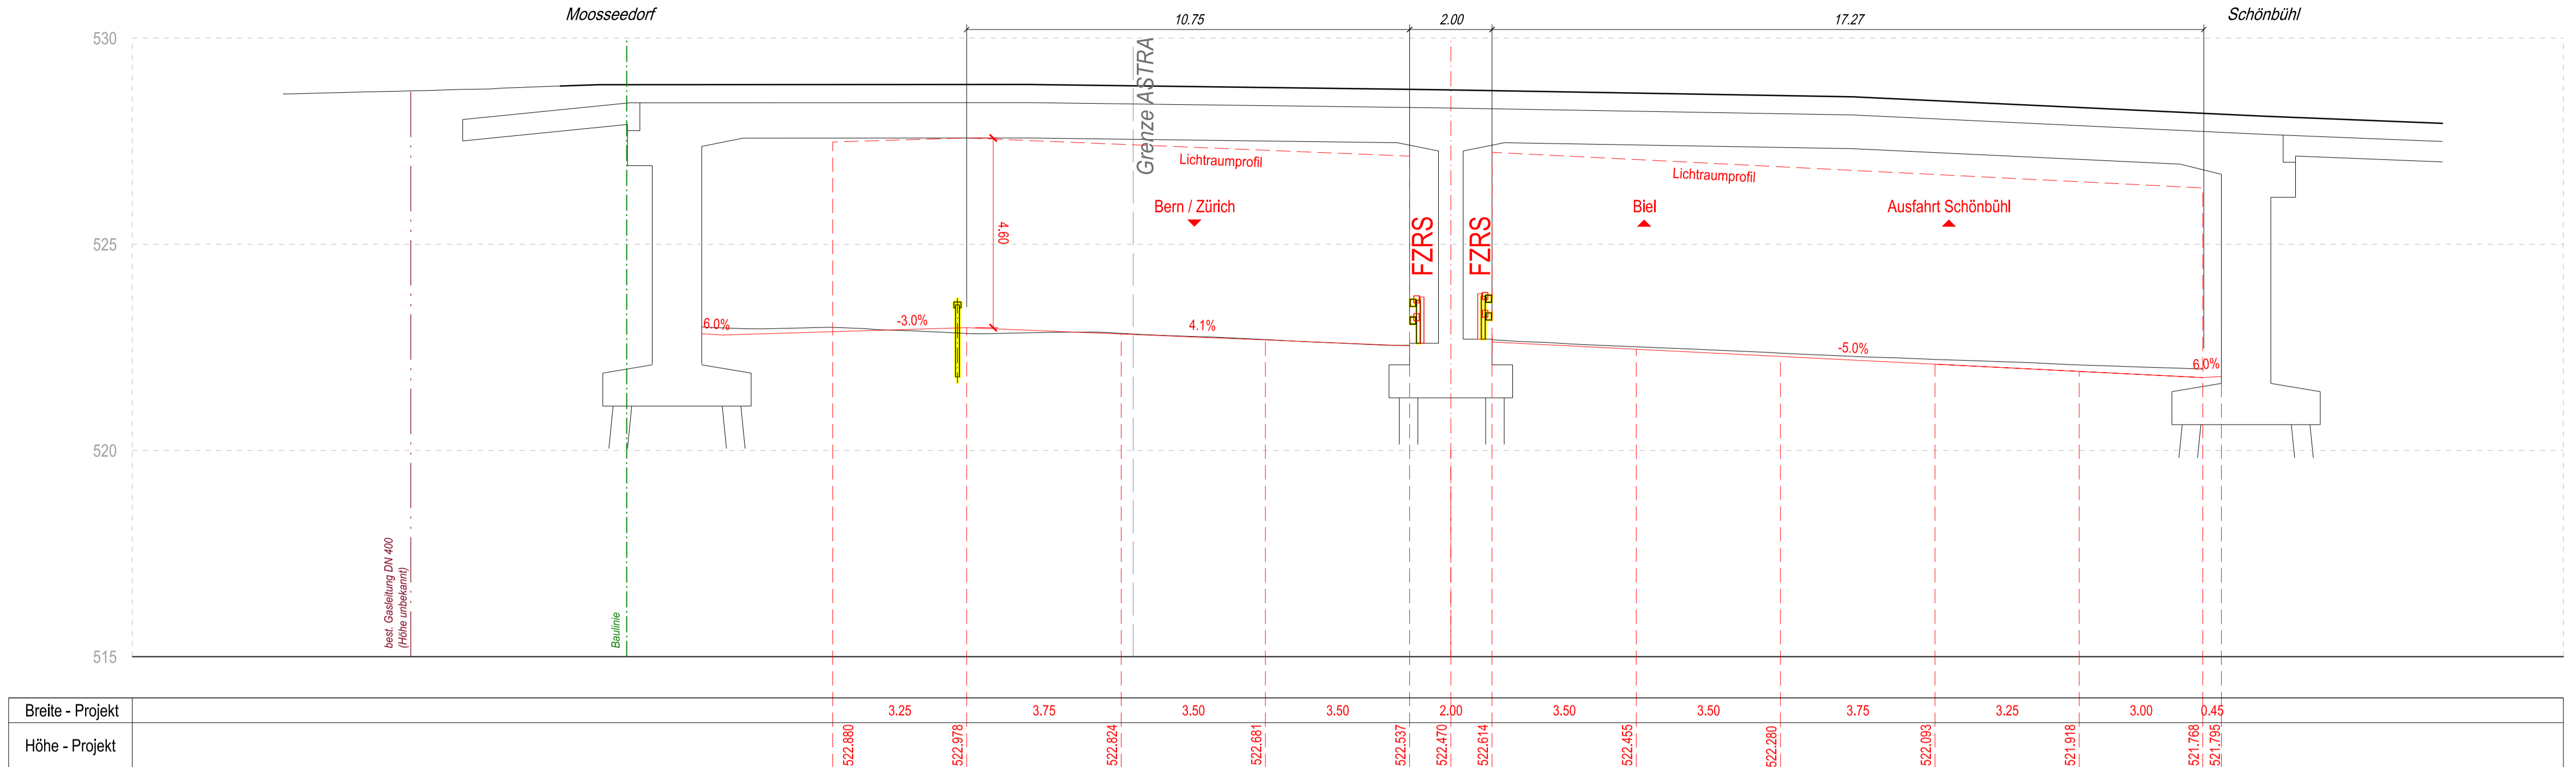 Moosseedorf
10.75
2.00
17.27
Schönbühl
530
Grenze ASTRA
Lichtraumprofil
Lichtraumprofil
Bern / Zürich
Biel
Ausfahrt Schönbühl
4.60
FZRS
FZRS
525
6.0%
-3.0%
4.1%
-5.0%
6.0%
520
best. Gasleitung DN 400
(Höhe unbekannt)
Baulinie
515
Breite - Projekt 3.25 3.75 3.50 3.50 2.00 3.50 3.50 3.75 3.25 3.00 0.45
Höhe - Projekt 522.880 522.978 522.824 522.681 522.537 522.470 522.614 522.455 522.280 522.093 521.918 521.768 521.795